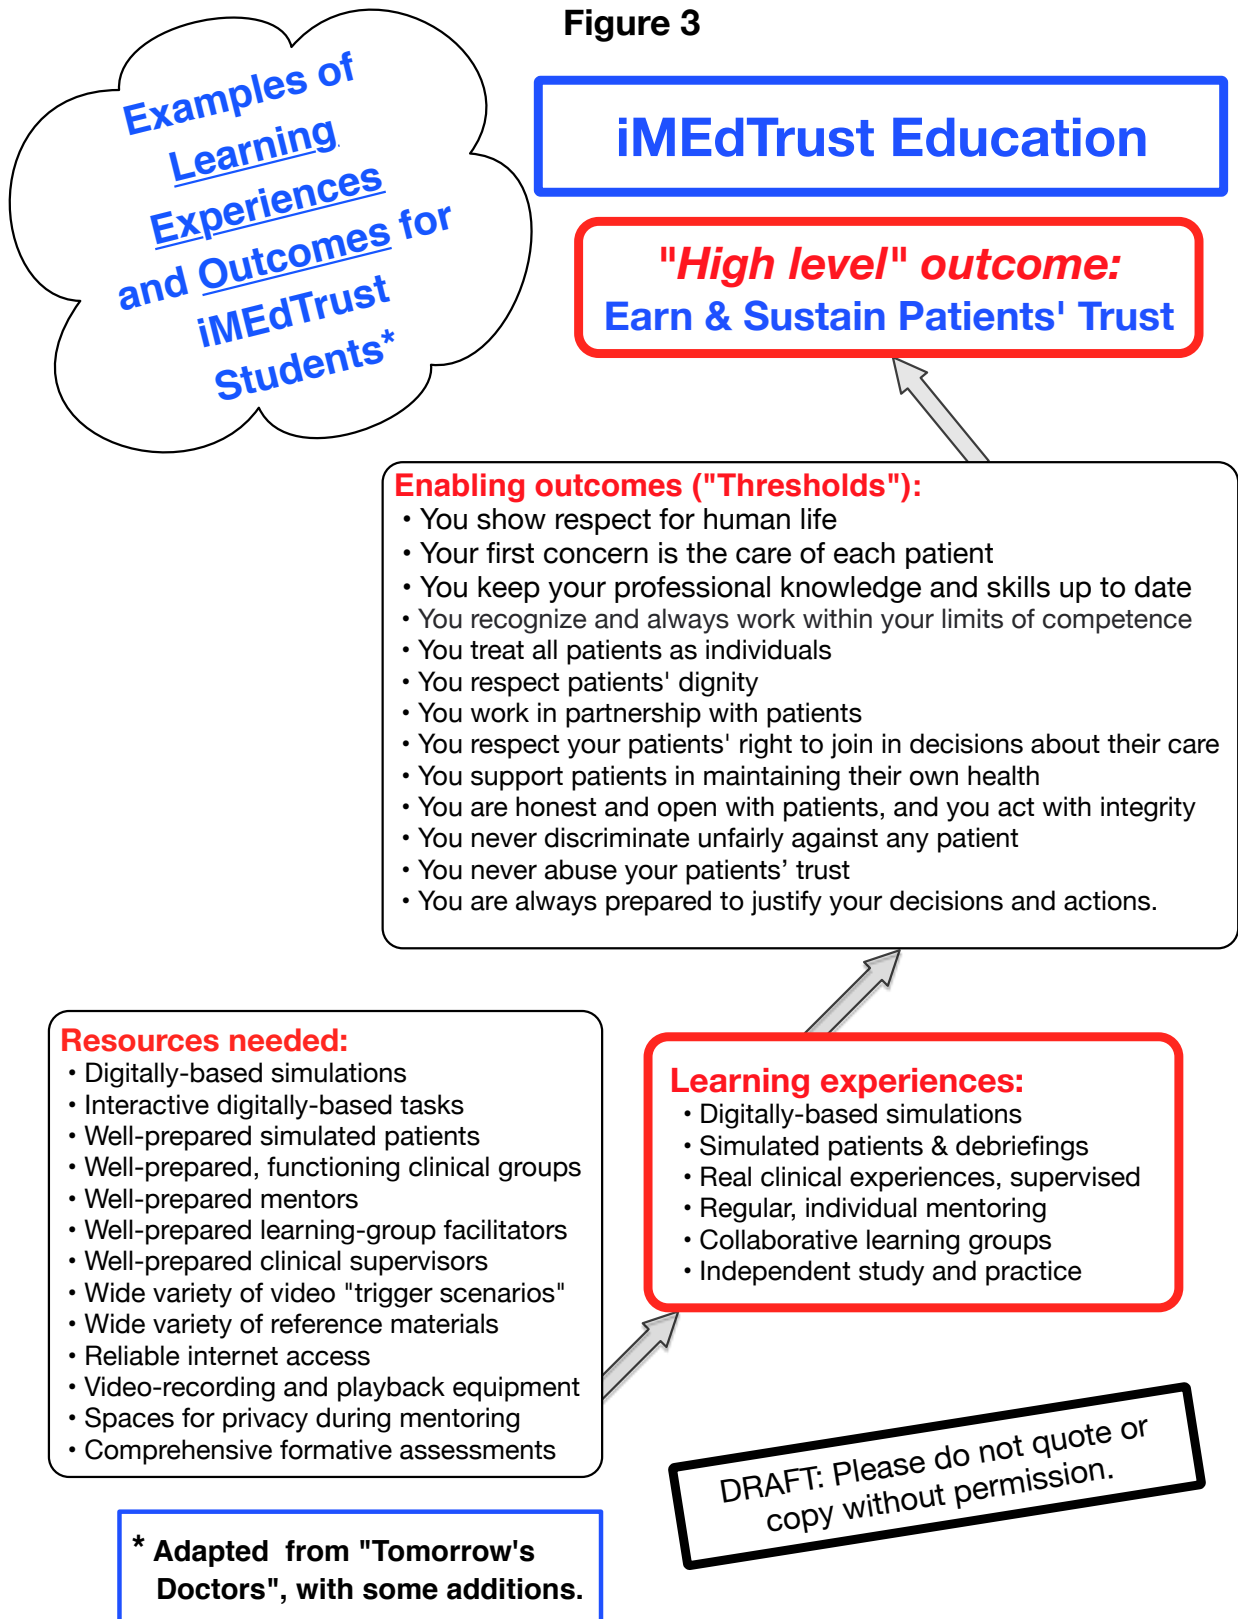 Figure 3
Examples of
Learning
Experiences
and Outcomes for
iMEdTrust
Students*
iMEdTrust Education
"High level" outcome:
Earn & Sustain Patients' Trust
Enabling outcomes ("Thresholds"):
• You show respect for human life
• Your first concern is the care of each patient
• You keep your professional knowledge and skills up to date
• You recognize and always work within your limits of competence
• You treat all patients as individuals
• You respect patients' dignity
• You work in partnership with patients
• You respect your patients' right to join in decisions about their care
• You support patients in maintaining their own health
• You are honest and open with patients, and you act with integrity
• You never discriminate unfairly against any patient
• You never abuse your patients’ trust
• You are always prepared to justify your decisions and actions.
Resources needed:
• Digitally-based simulations
• Interactive digitally-based tasks
• Well-prepared simulated patients
• Well-prepared, functioning clinical groups
• Well-prepared mentors
• Well-prepared learning-group facilitators
• Well-prepared clinical supervisors
• Wide variety of video "trigger scenarios"
• Wide variety of reference materials
• Reliable internet access
• Video-recording and playback equipment
• Spaces for privacy during mentoring
• Comprehensive formative assessments
Learning experiences:
• Digitally-based simulations
• Simulated patients & debriefings
• Real clinical experiences, supervised
• Regular, individual mentoring
• Collaborative learning groups
• Independent study and practice
DRAFT: Please do not quote or
copy without permission.
* Adapted from "Tomorrow's
Doctors", with some additions.